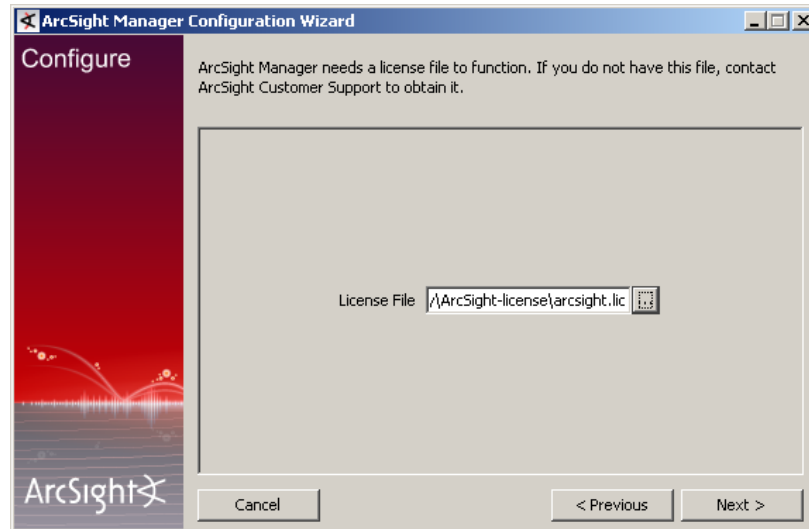 ArcSight Manager Configuration Wizard
Configure
ArcSight Manager needs a license file to function. If you do not have this file, contact
ArcSight Customer Support to obtain it.
License File /\ArcSight-license\arcsight.lic ...
ArcSight
Cancel < Previous Next >